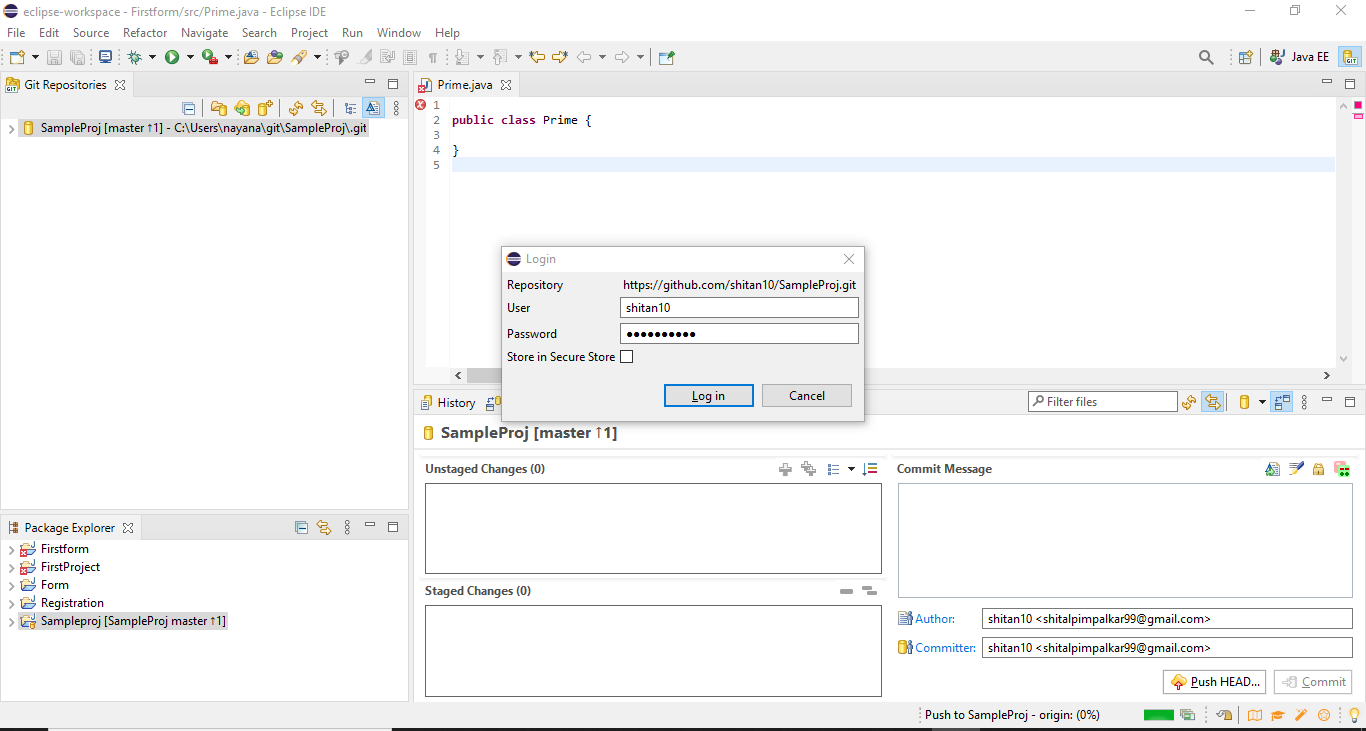 eclipse-workspace - Firstform/src/Prime.java - Eclipse IDE
File Edit Source Refactor Navigate Search Project Run Window Help
Java EE
Git Repositories
SampleProj [master ↑1] - C:\Users\nayana\git\SampleProj\.git
Prime.java
1
2 public class Prime {
3
4 }
5
Login
Repository https://github.com/shitan10/SampleProj.git
User shitan10
Password ●●●●●●●●●●
Store in Secure Store
Log in Cancel
History
Filter files
SampleProj [master ↑1]
Unstaged Changes (0)
Staged Changes (0)
Commit Message
Author: shitan10 <shitalpimpalkar99@gmail.com>
Committer: shitan10 <shitalpimpalkar99@gmail.com>
Push HEAD... Commit
Package Explorer
Firstform
FirstProject
Form
Registration
Sampleproj [SampleProj master ↑1]
Push to SampleProj - origin: (0%)